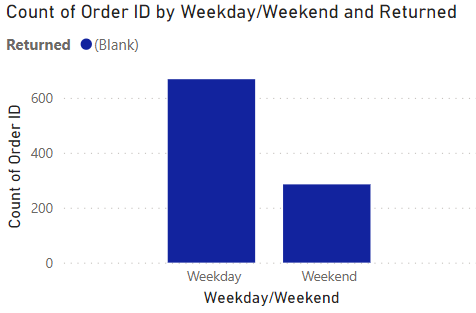 Count of Order ID by Weekday/Weekend and Returned
Returned (Blank)
600
400
200
0
Count of Order ID
Weekday Weekend
Weekday/Weekend